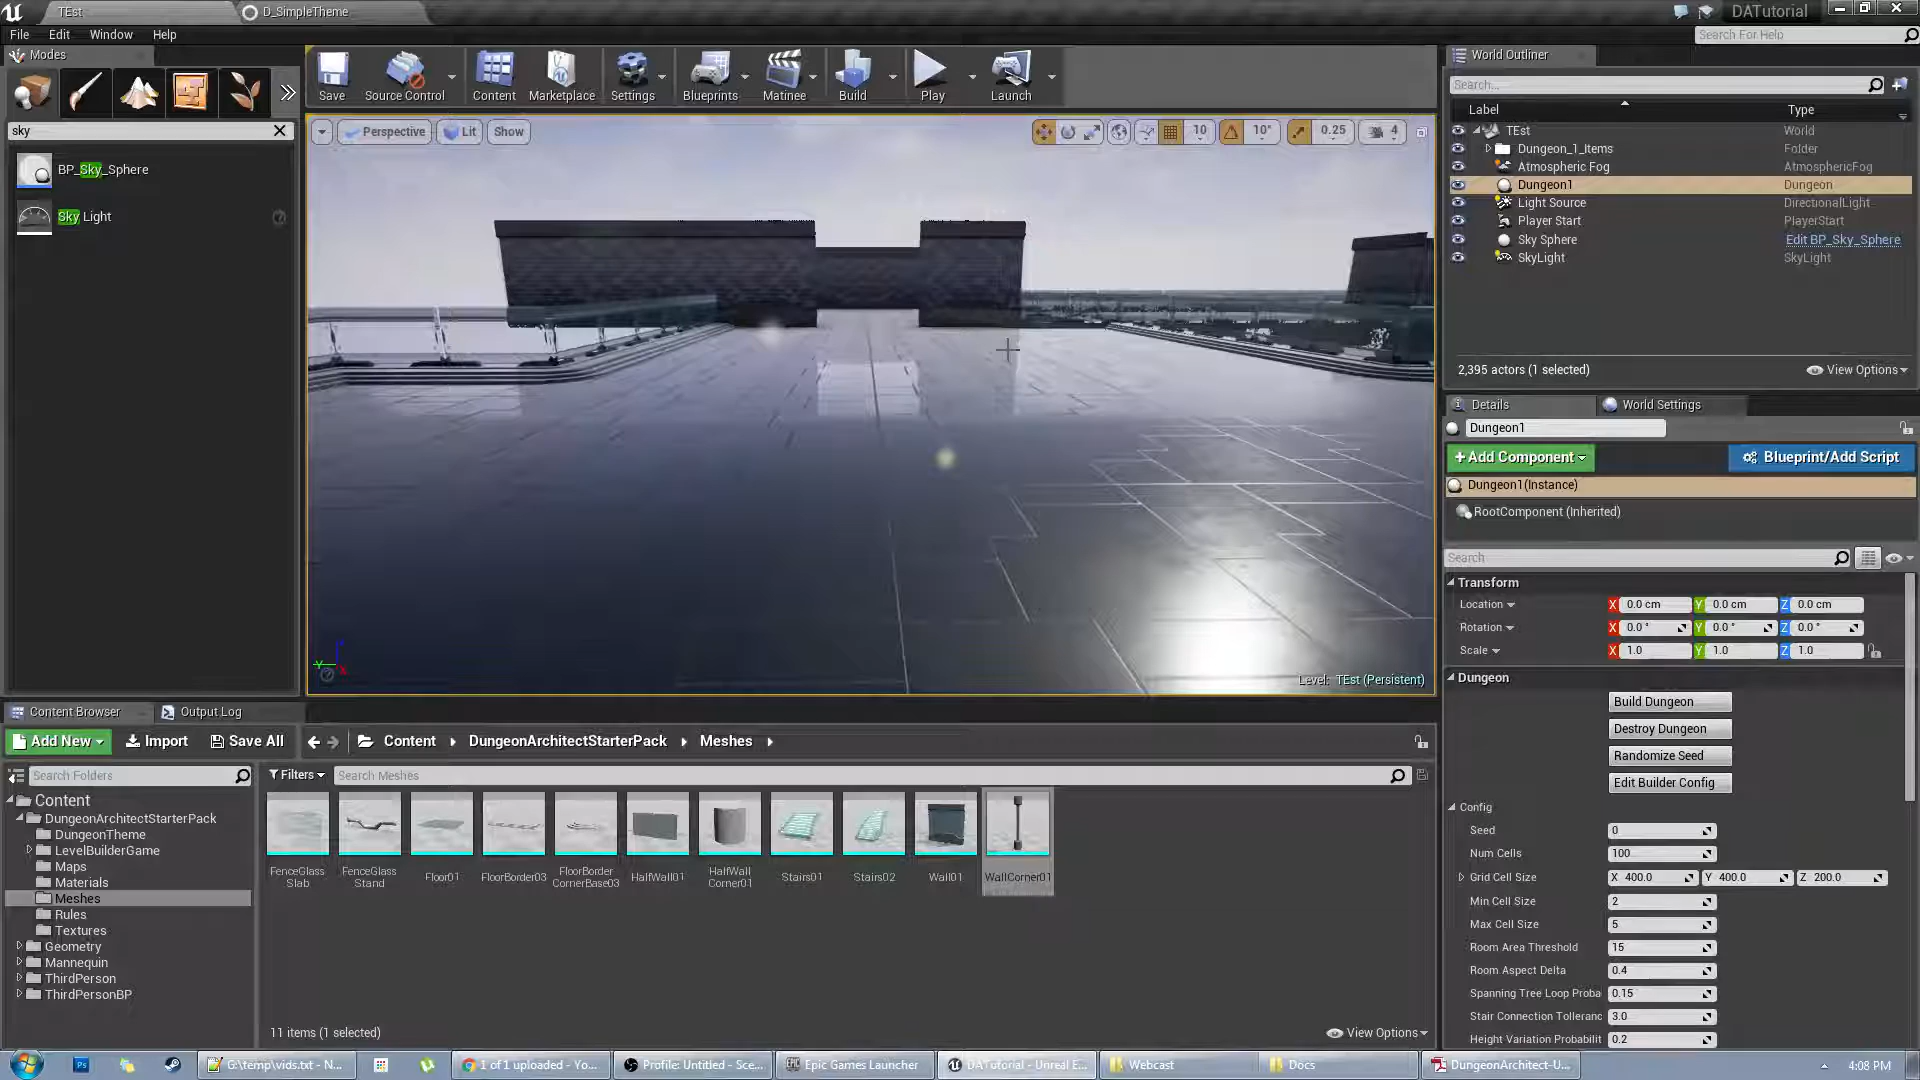 TEst
D_SimpleTheme
DATutorial
File Edit Window Help
Search For Help
Modes
sky
BP_Sky_Sphere
Sky Light
Save
Source Control
Content
Marketplace
Settings
Blueprints
Matinee
Build
Play
Launch
Perspective
Lit
Show
10
10°
0.25
4
Level: TEst (Persistent)
World Outliner
Search...
Label Type
TEst World
Dungeon_1_Items Folder
Atmospheric Fog AtmosphericFog
Dungeon1 Dungeon
Light Source DirectionalLight
Player Start PlayerStart
Sky Sphere Edit BP_Sky_Sphere
SkyLight SkyLight
2,395 actors (1 selected)
View Options
Details
World Settings
Dungeon1
+Add Component
Blueprint/Add Script
Dungeon1(Instance)
RootComponent (Inherited)
Search
Transform
Location X 0.0 cm Y 0.0 cm Z 0.0 cm
Rotation X 0.0 ° Y 0.0 ° Z 0.0 °
Scale X 1.0 Y 1.0 Z 1.0
Dungeon
Build Dungeon
Destroy Dungeon
Randomize Seed
Edit Builder Config
Config
Seed 0
Num Cells 100
Grid Cell Size X 400.0 Y 400.0 Z 200.0
Min Cell Size 2
Max Cell Size 5
Room Area Threshold 15
Room Aspect Delta 0.4
Spanning Tree Loop Proba 0.15
Stair Connection Tolleranc 3.0
Height Variation Probabilit 0.2
Content Browser
Output Log
Add New
Import
Save All
Content
DungeonArchitectStarterPack
Meshes
Search Folders
Filters
Search Meshes
Content
DungeonArchitectStarterPack
DungeonTheme
LevelBuilderGame
Maps
Materials
Meshes
Rules
Textures
Geometry
Mannequin
ThirdPerson
ThirdPersonBP
FenceGlass Slab
FenceGlass Stand
Floor01
FloorBorder03
FloorBorder CornerBase03
HalfWall01
HalfWall Corner01
Stairs01
Stairs02
Wall01
WallCorner01
11 items (1 selected)
View Options
G:\temp\vids.txt - N...
1 of 1 uploaded - Yo...
Profile: Untitled - Sce...
Epic Games Launcher
DATutorial - Unreal E...
Webcast
Docs
DungeonArchitect-U...
4:08 PM